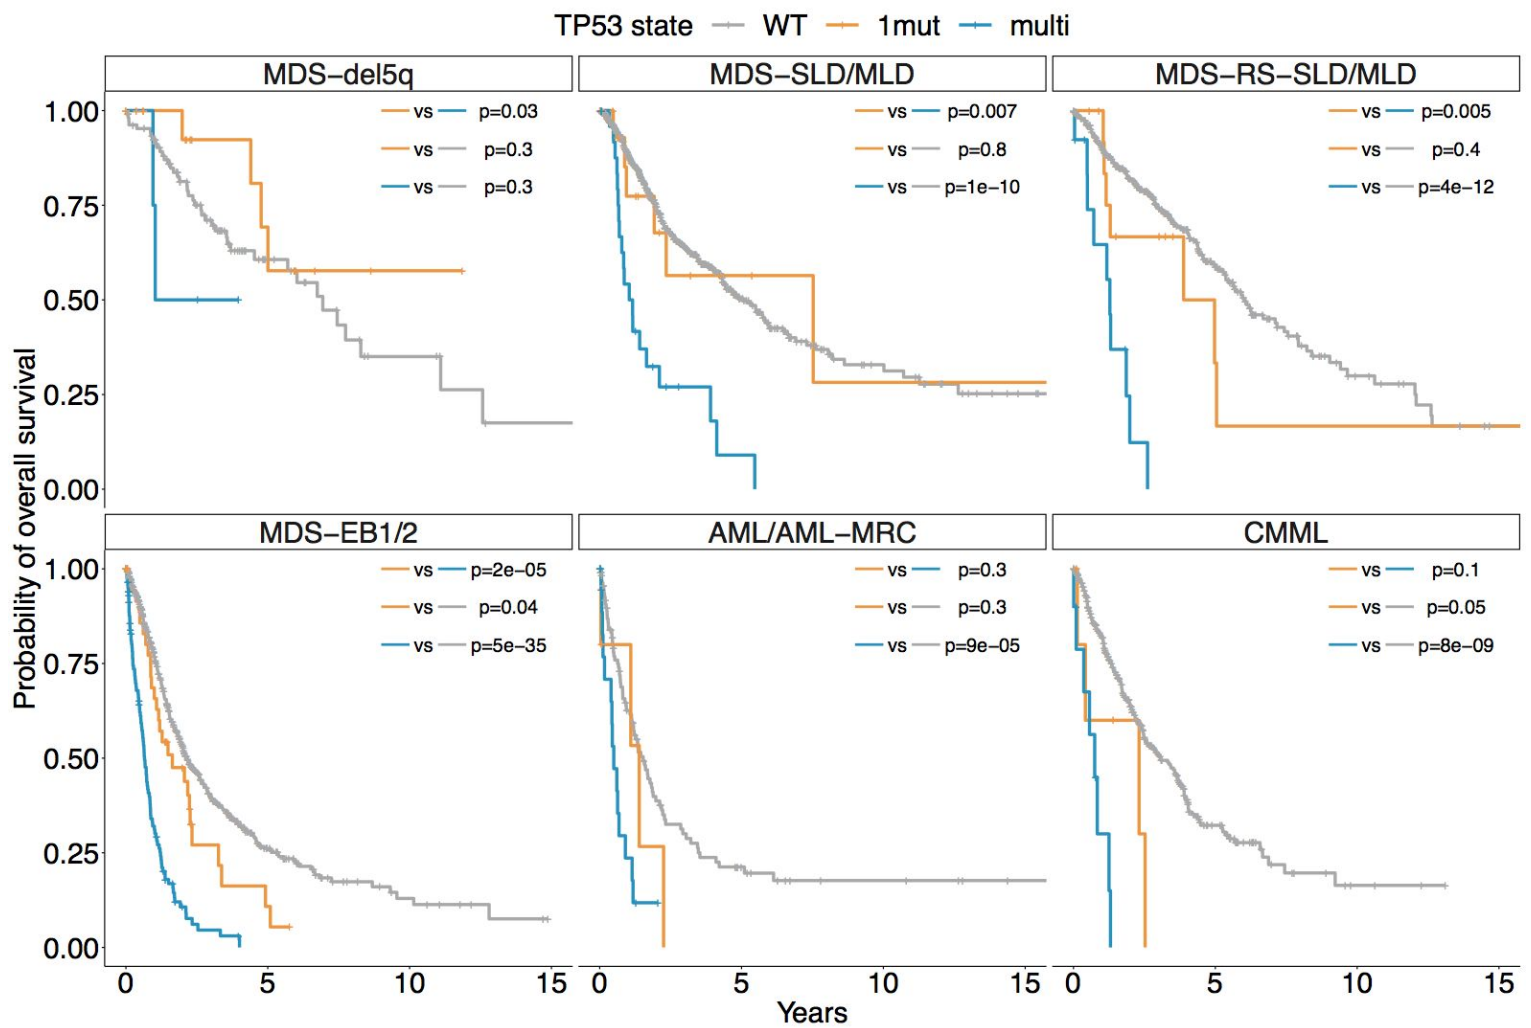 TP53 state WT 1mut multi
MDS−del5q
MDS−SLD/MLD
MDS−RS−SLD/MLD
Probability of overall survival
1.00
0.75
0.50
0.25
0.00
vs p=0.03
vs p=0.3
vs p=0.3
vs p=0.007
vs p=0.8
vs p=1e−10
vs p=0.005
vs p=0.4
vs p=4e−12
MDS−EB1/2
AML/AML−MRC
CMML
1.00
0.75
0.50
0.25
0.00
vs p=2e−05
vs p=0.04
vs p=5e−35
vs p=0.3
vs p=0.3
vs p=9e−05
vs p=0.1
vs p=0.05
vs p=8e−09
0 5 10 15
0 5 10 15
0 5 10 15
Years